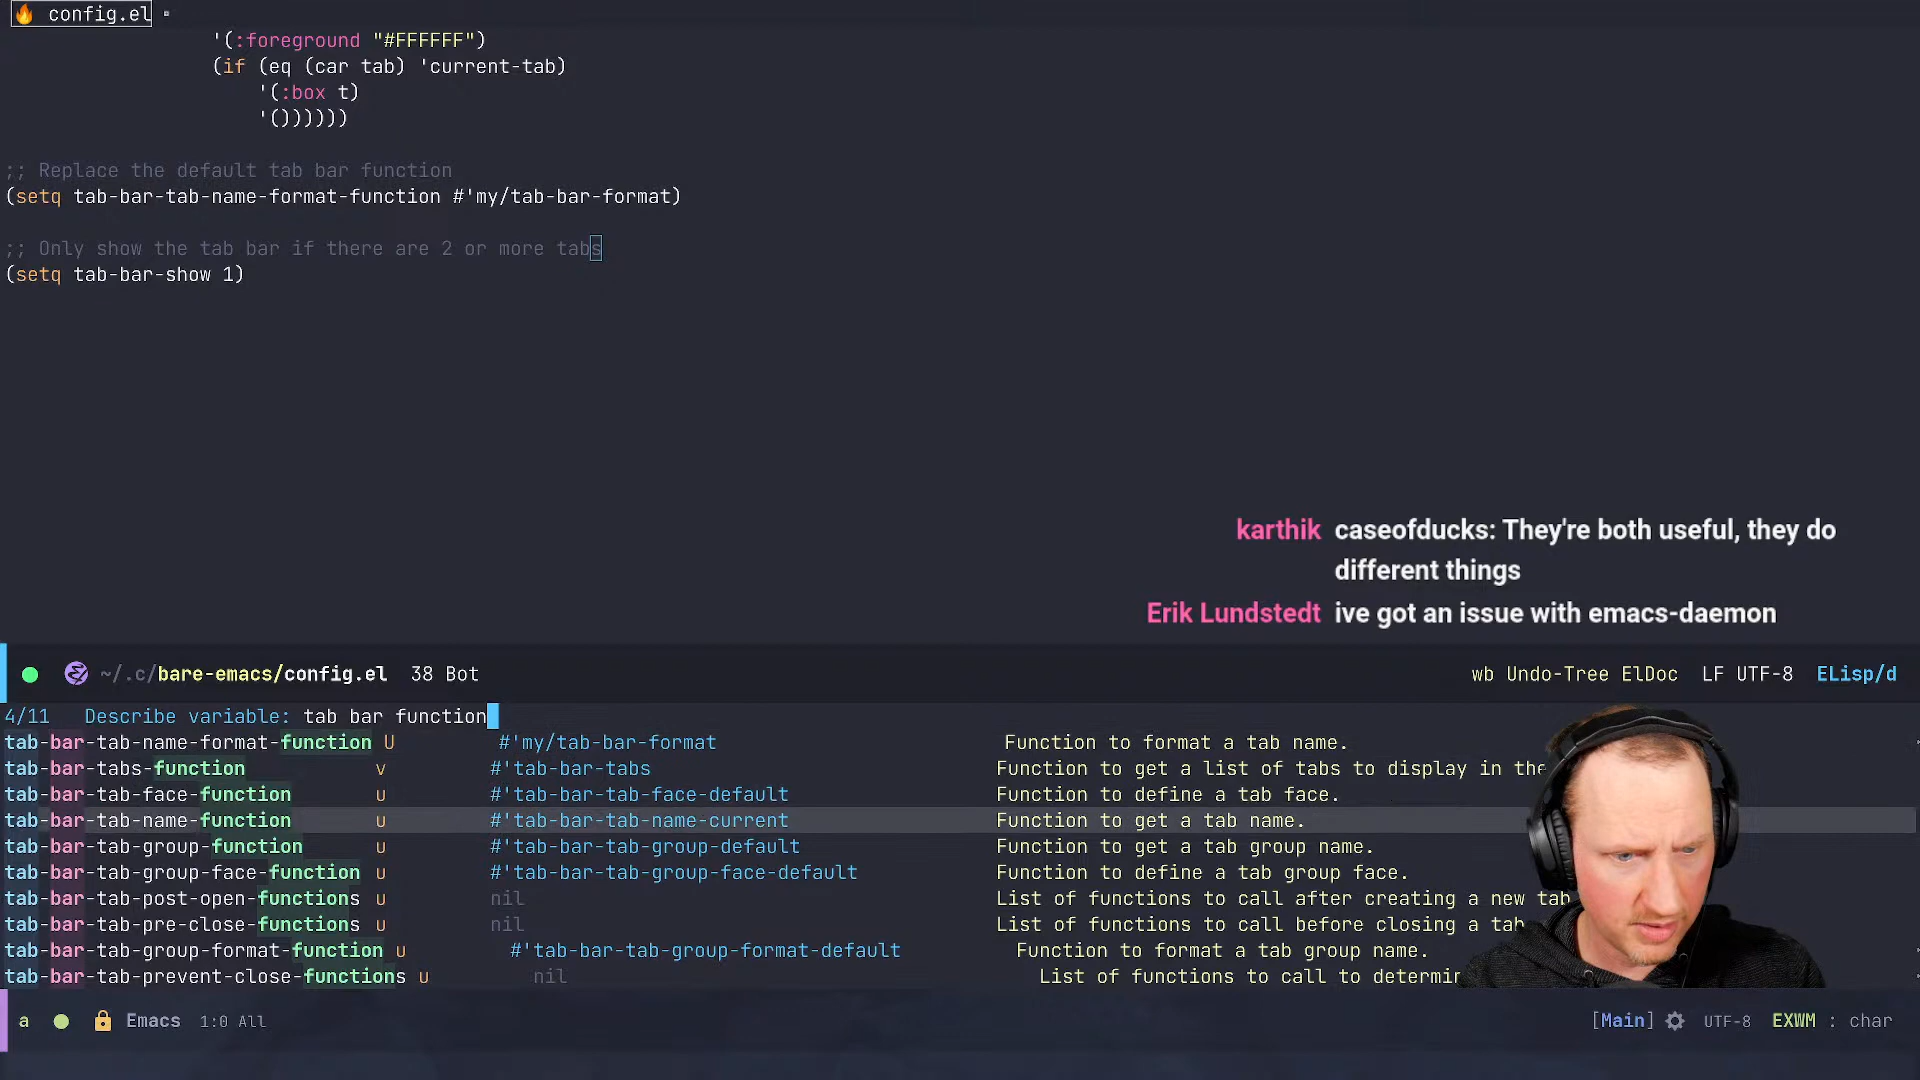 🔥 config.el
'(:foreground "#FFFFFF")
(if (eq (car tab) 'current-tab)
'(:box t)
'())))))
;; Replace the default tab bar function
(setq tab-bar-tab-name-format-function #'my/tab-bar-format)
;; Only show the tab bar if there are 2 or more tabs
(setq tab-bar-show 1)
karthik caseofducks: They're both useful, they do
different things
Erik Lundstedt ive got an issue with emacs-daemon
~/.c/bare-emacs/config.el 38 Bot wb Undo-Tree ElDoc LF UTF-8 ELisp/d
4/11 Describe variable: tab bar function
tab-bar-tab-name-format-function U #'my/tab-bar-format Function to format a tab name.
tab-bar-tabs-function v #'tab-bar-tabs Function to get a list of tabs to display in the
tab-bar-tab-face-function u #'tab-bar-tab-face-default Function to define a tab face.
tab-bar-tab-name-function u #'tab-bar-tab-name-current Function to get a tab name.
tab-bar-tab-group-function u #'tab-bar-tab-group-default Function to get a tab group name.
tab-bar-tab-group-face-function u #'tab-bar-tab-group-face-default Function to define a tab group face.
tab-bar-tab-post-open-functions u nil List of functions to call after creating a new tab
tab-bar-tab-pre-close-functions u nil List of functions to call before closing a tab
tab-bar-tab-group-format-function u #'tab-bar-tab-group-format-default Function to format a tab group name.
tab-bar-tab-prevent-close-functions u nil List of functions to call to determin
a Emacs 1:0 All [Main] UTF-8 EXWM : char